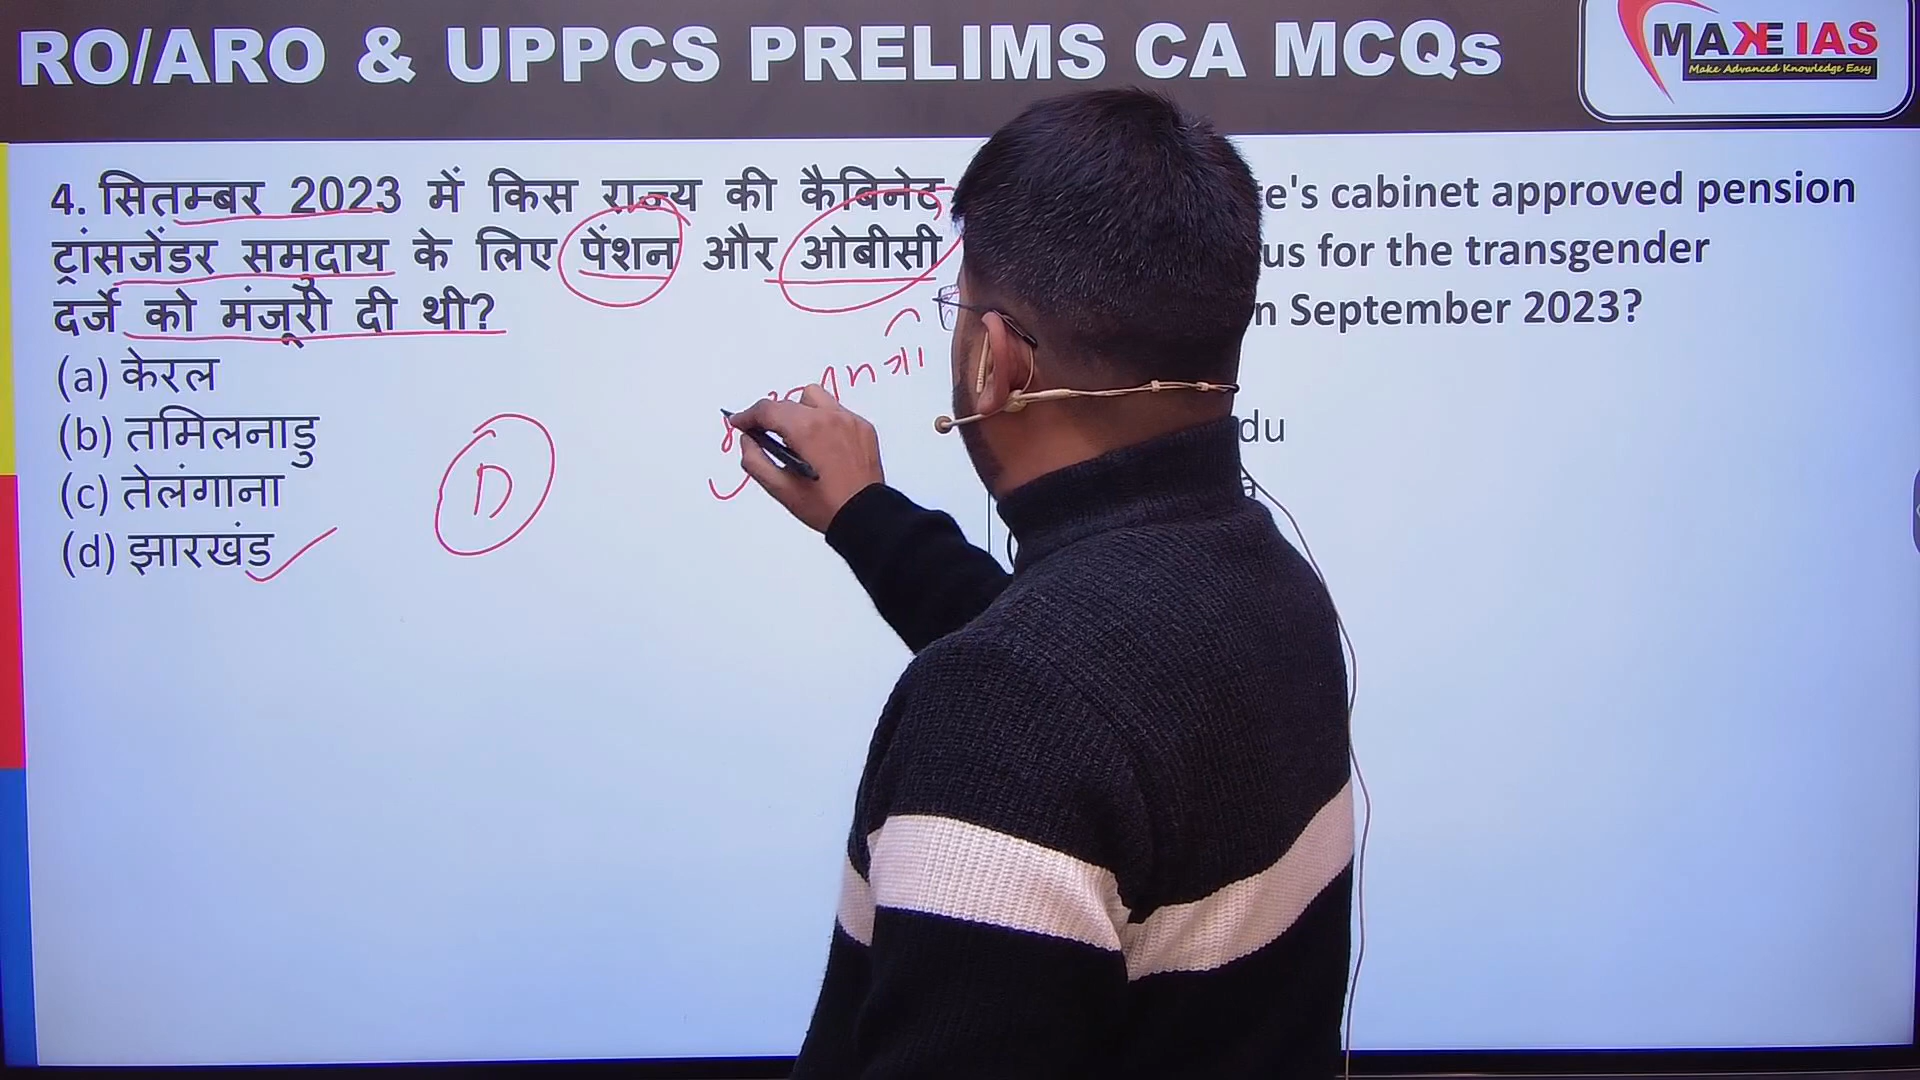 RO/ARO & UPPCS PRELIMS CA MCQs
MAKE IAS
Make Advanced Knowledge Easy
4. सितम्बर 2023 में किस राज्य की कैबिनेट
ट्रांसजेंडर समुदाय के लिए पेंशन और ओबीसी
दर्जे को मंजूरी दी थी?
(a) केरल
(b) तमिलनाडु
(c) तेलंगाना
(d) झारखंड
D
e's cabinet approved pension
us for the transgender
n September 2023?
du